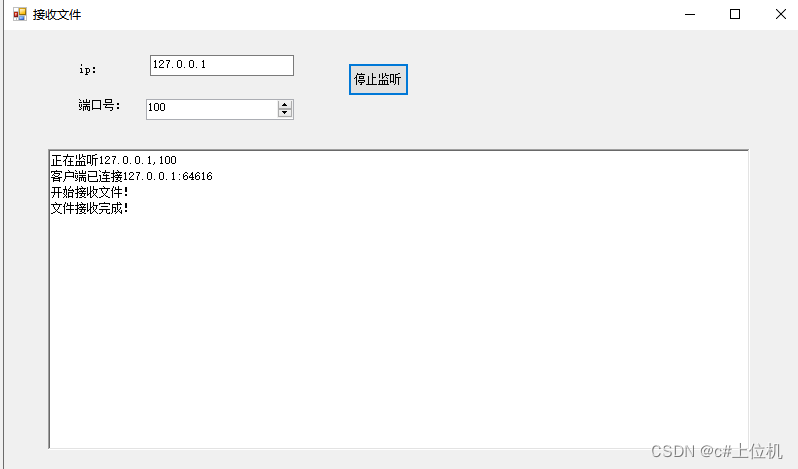 接收文件
ip:
127.0.0.1
停止监听
端口号:
100
正在监听127.0.0.1,100
客户端已连接127.0.0.1:64616
开始接收文件!
文件接收完成!
CSDN @c#上位机